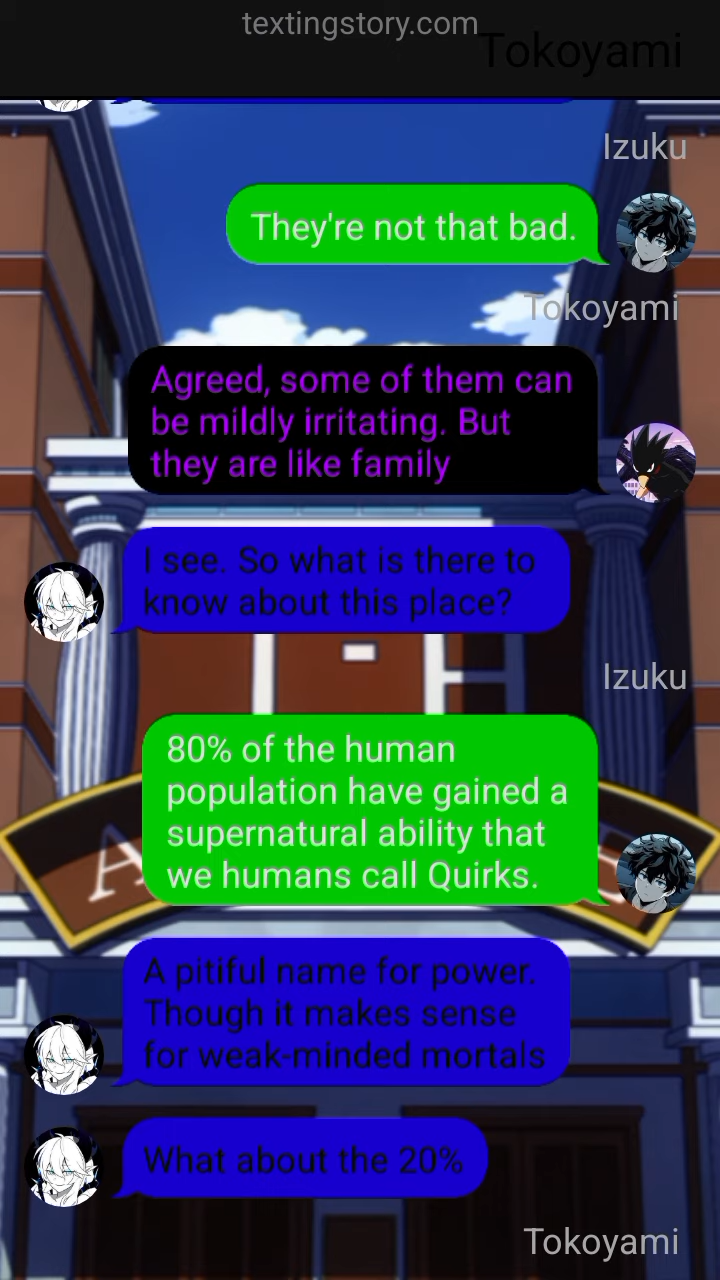 textingstory.com
Tokoyami
Izuku
They're not that bad.
Tokoyami
Agreed, some of them can
be mildly irritating. But
they are like family
I see. So what is there to
know about this place?
Izuku
80% of the human
population have gained a
supernatural ability that
we humans call Quirks.
A pitiful name for power.
Though it makes sense
for weak-minded mortals
What about the 20%
Tokoyami